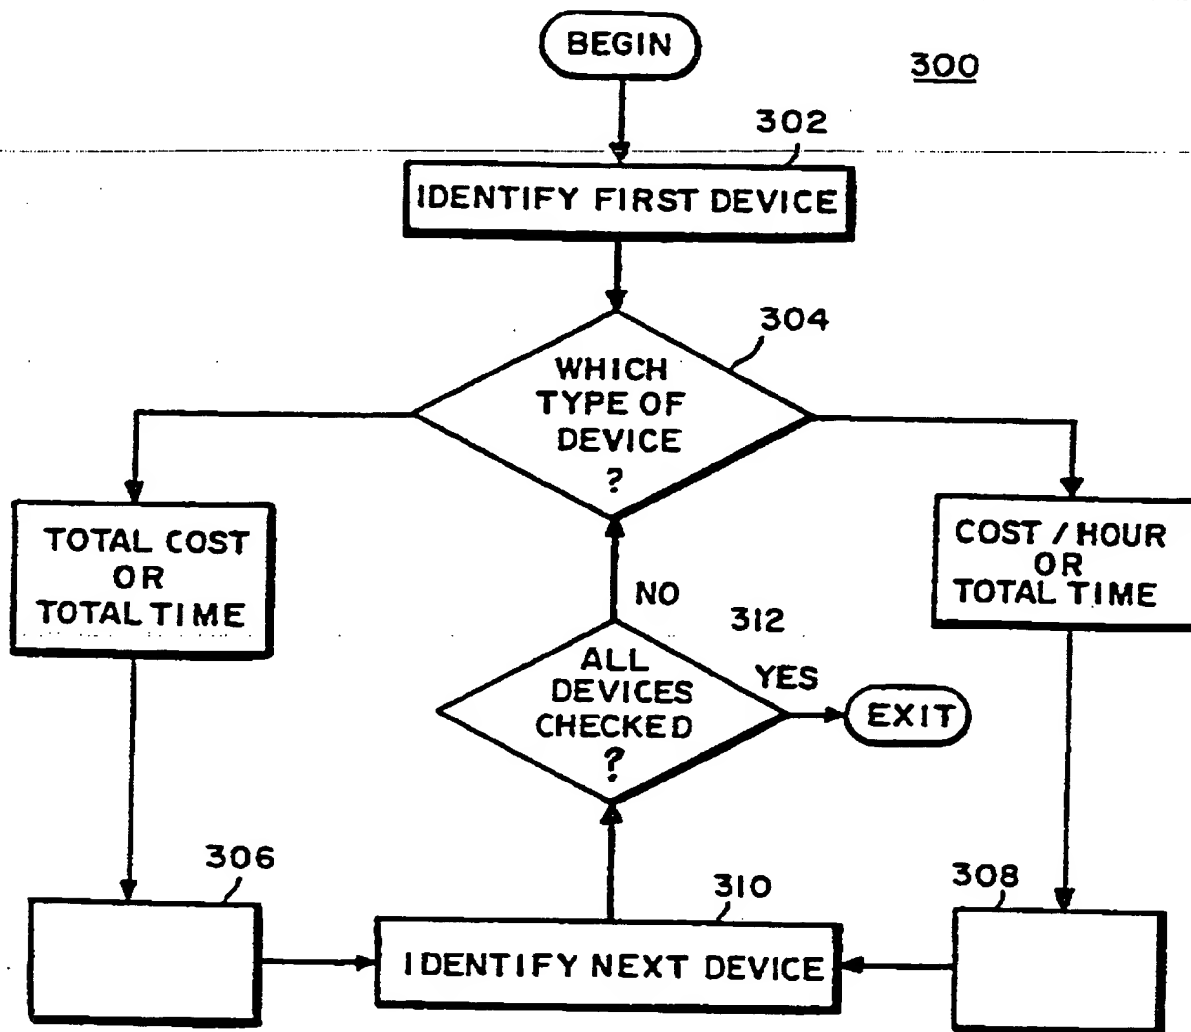 BEGIN
300
302
IDENTIFY FIRST DEVICE
304
WHICH
TYPE OF
DEVICE
?
TOTAL COST
OR
TOTAL TIME
COST / HOUR
OR
TOTAL TIME
NO
312
ALL
DEVICES
CHECKED
?
YES
EXIT
306
310
308
IDENTIFY NEXT DEVICE